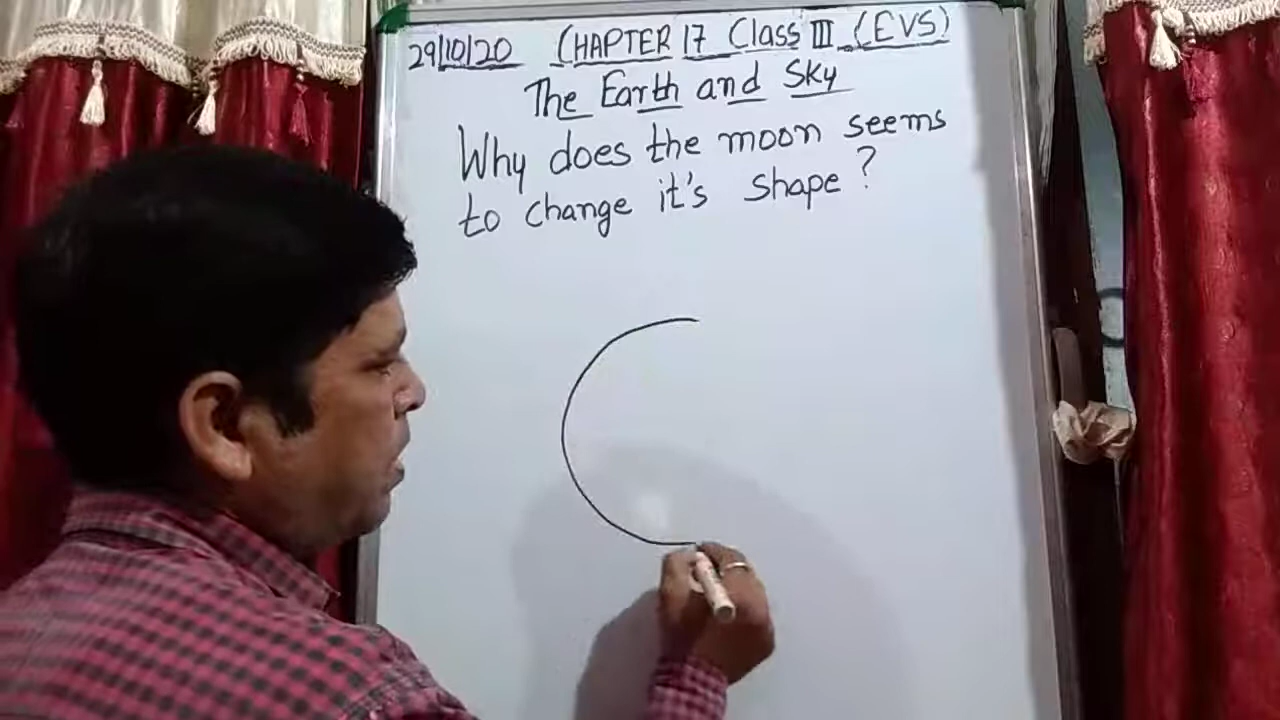 29/10/20 CHAPTER 17 Class III (EVS)
The Earth and Sky
Why does the moon seems
to change it's shape?